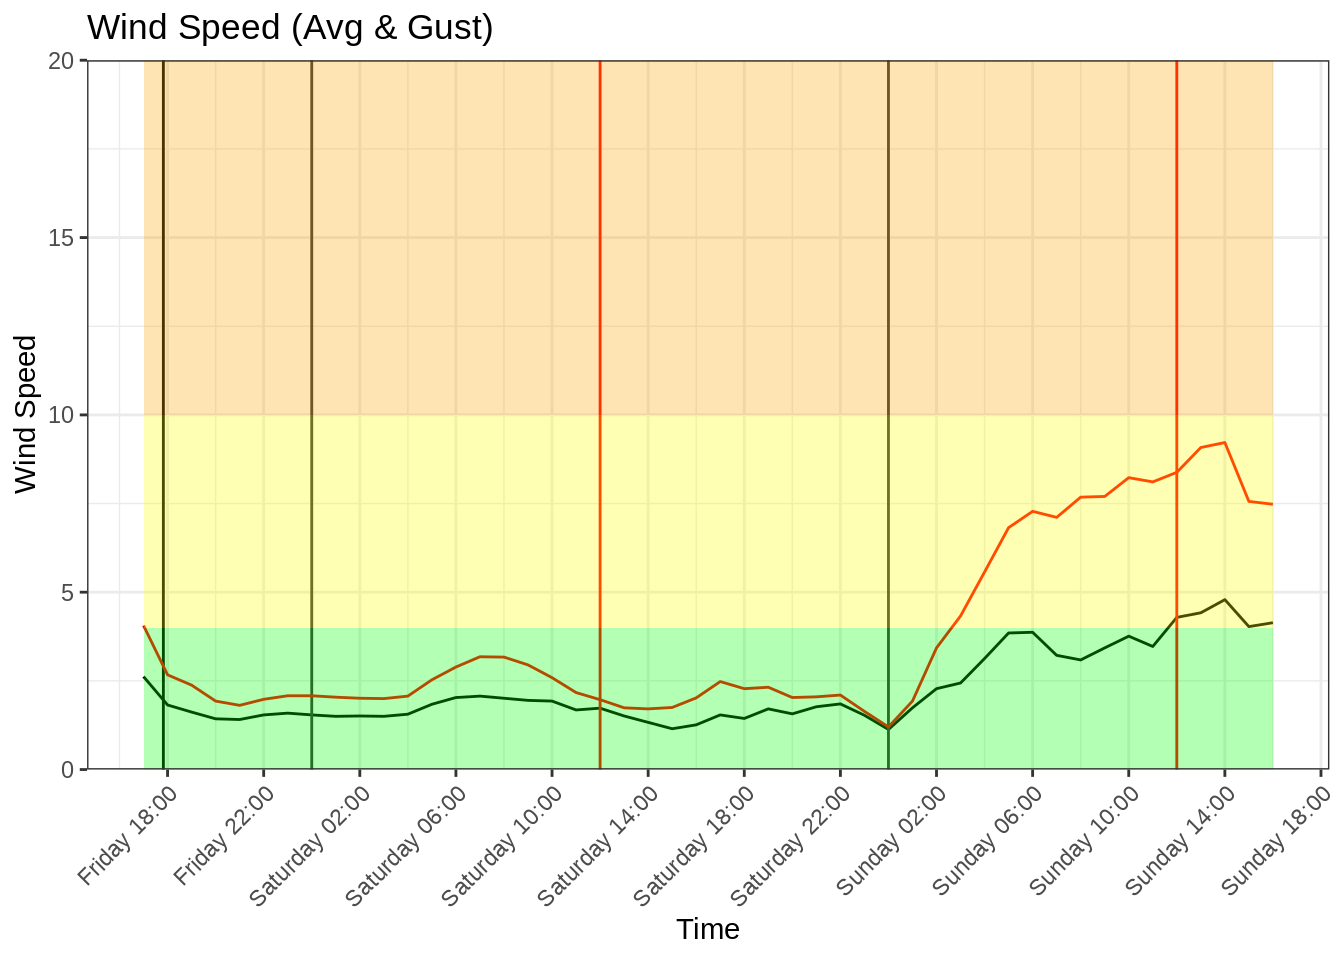 Wind Speed (Avg & Gust)
20
15
10
5
0
Wind Speed
Friday 18:00
Friday 22:00
Saturday 02:00
Saturday 06:00
Saturday 10:00
Saturday 14:00
Saturday 18:00
Saturday 22:00
Sunday 02:00
Sunday 06:00
Sunday 10:00
Sunday 14:00
Sunday 18:00
Time